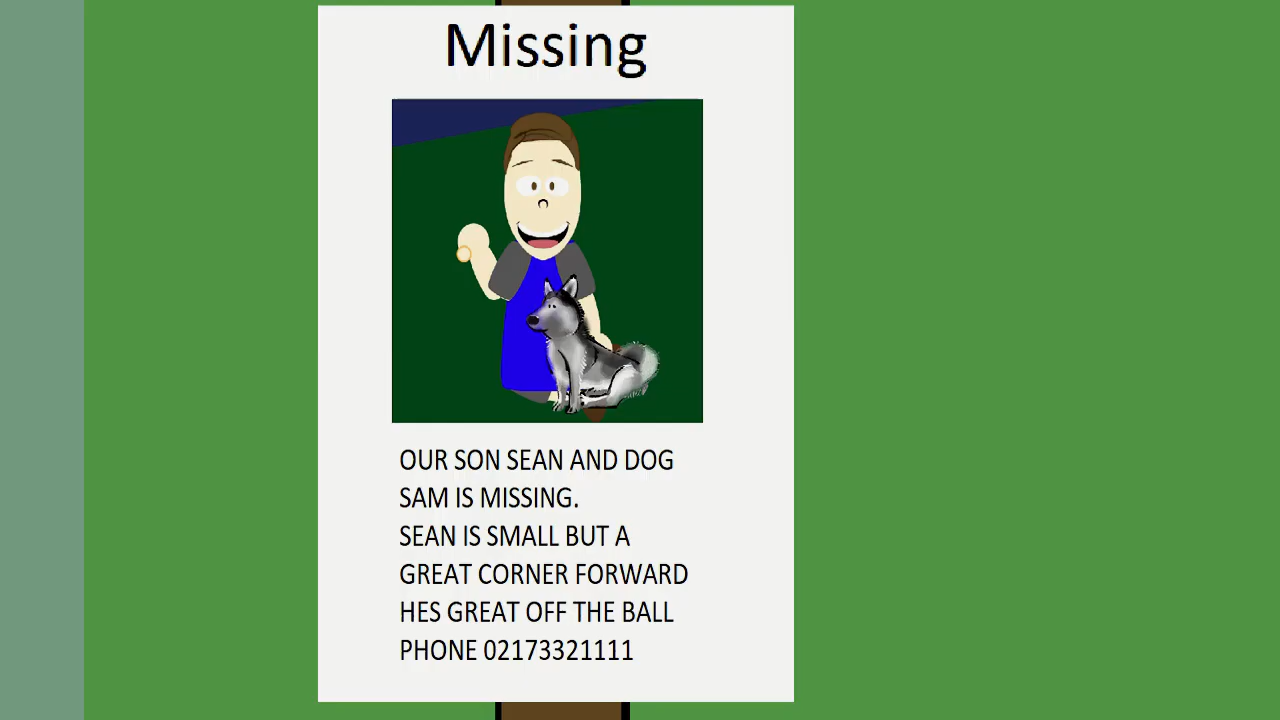 Missing
OUR SON SEAN AND DOG
SAM IS MISSING.
SEAN IS SMALL BUT A
GREAT CORNER FORWARD
HES GREAT OFF THE BALL
PHONE 02173321111